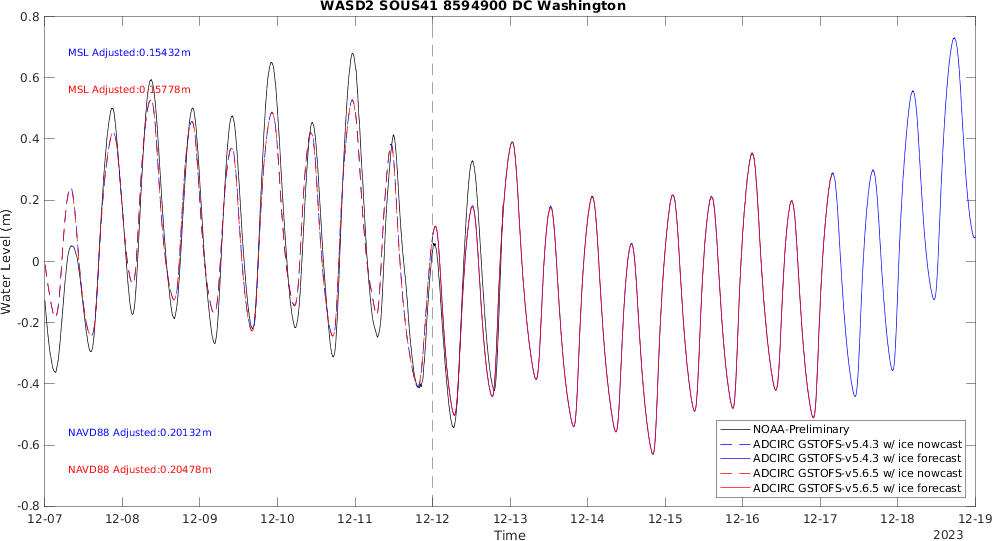 WASD2 SOUS41 8594900 DC Washington
MSL Adjusted:0.15432m
MSL Adjusted:0.15778m
NAVD88 Adjusted:0.20132m
NAVD88 Adjusted:0.20478m
Water Level (m)
0.8
0.6
0.4
0.2
0
-0.2
-0.4
-0.6
-0.8
NOAA-Preliminary
ADCIRC GSTOFS-v5.4.3 w/ ice nowcast
ADCIRC GSTOFS-v5.4.3 w/ ice forecast
ADCIRC GSTOFS-v5.6.5 w/ ice nowcast
ADCIRC GSTOFS-v5.6.5 w/ ice forecast
12-07 12-08 12-09 12-10 12-11 12-12 12-13 12-14 12-15 12-16 12-17 12-18 12-19
Time
2023